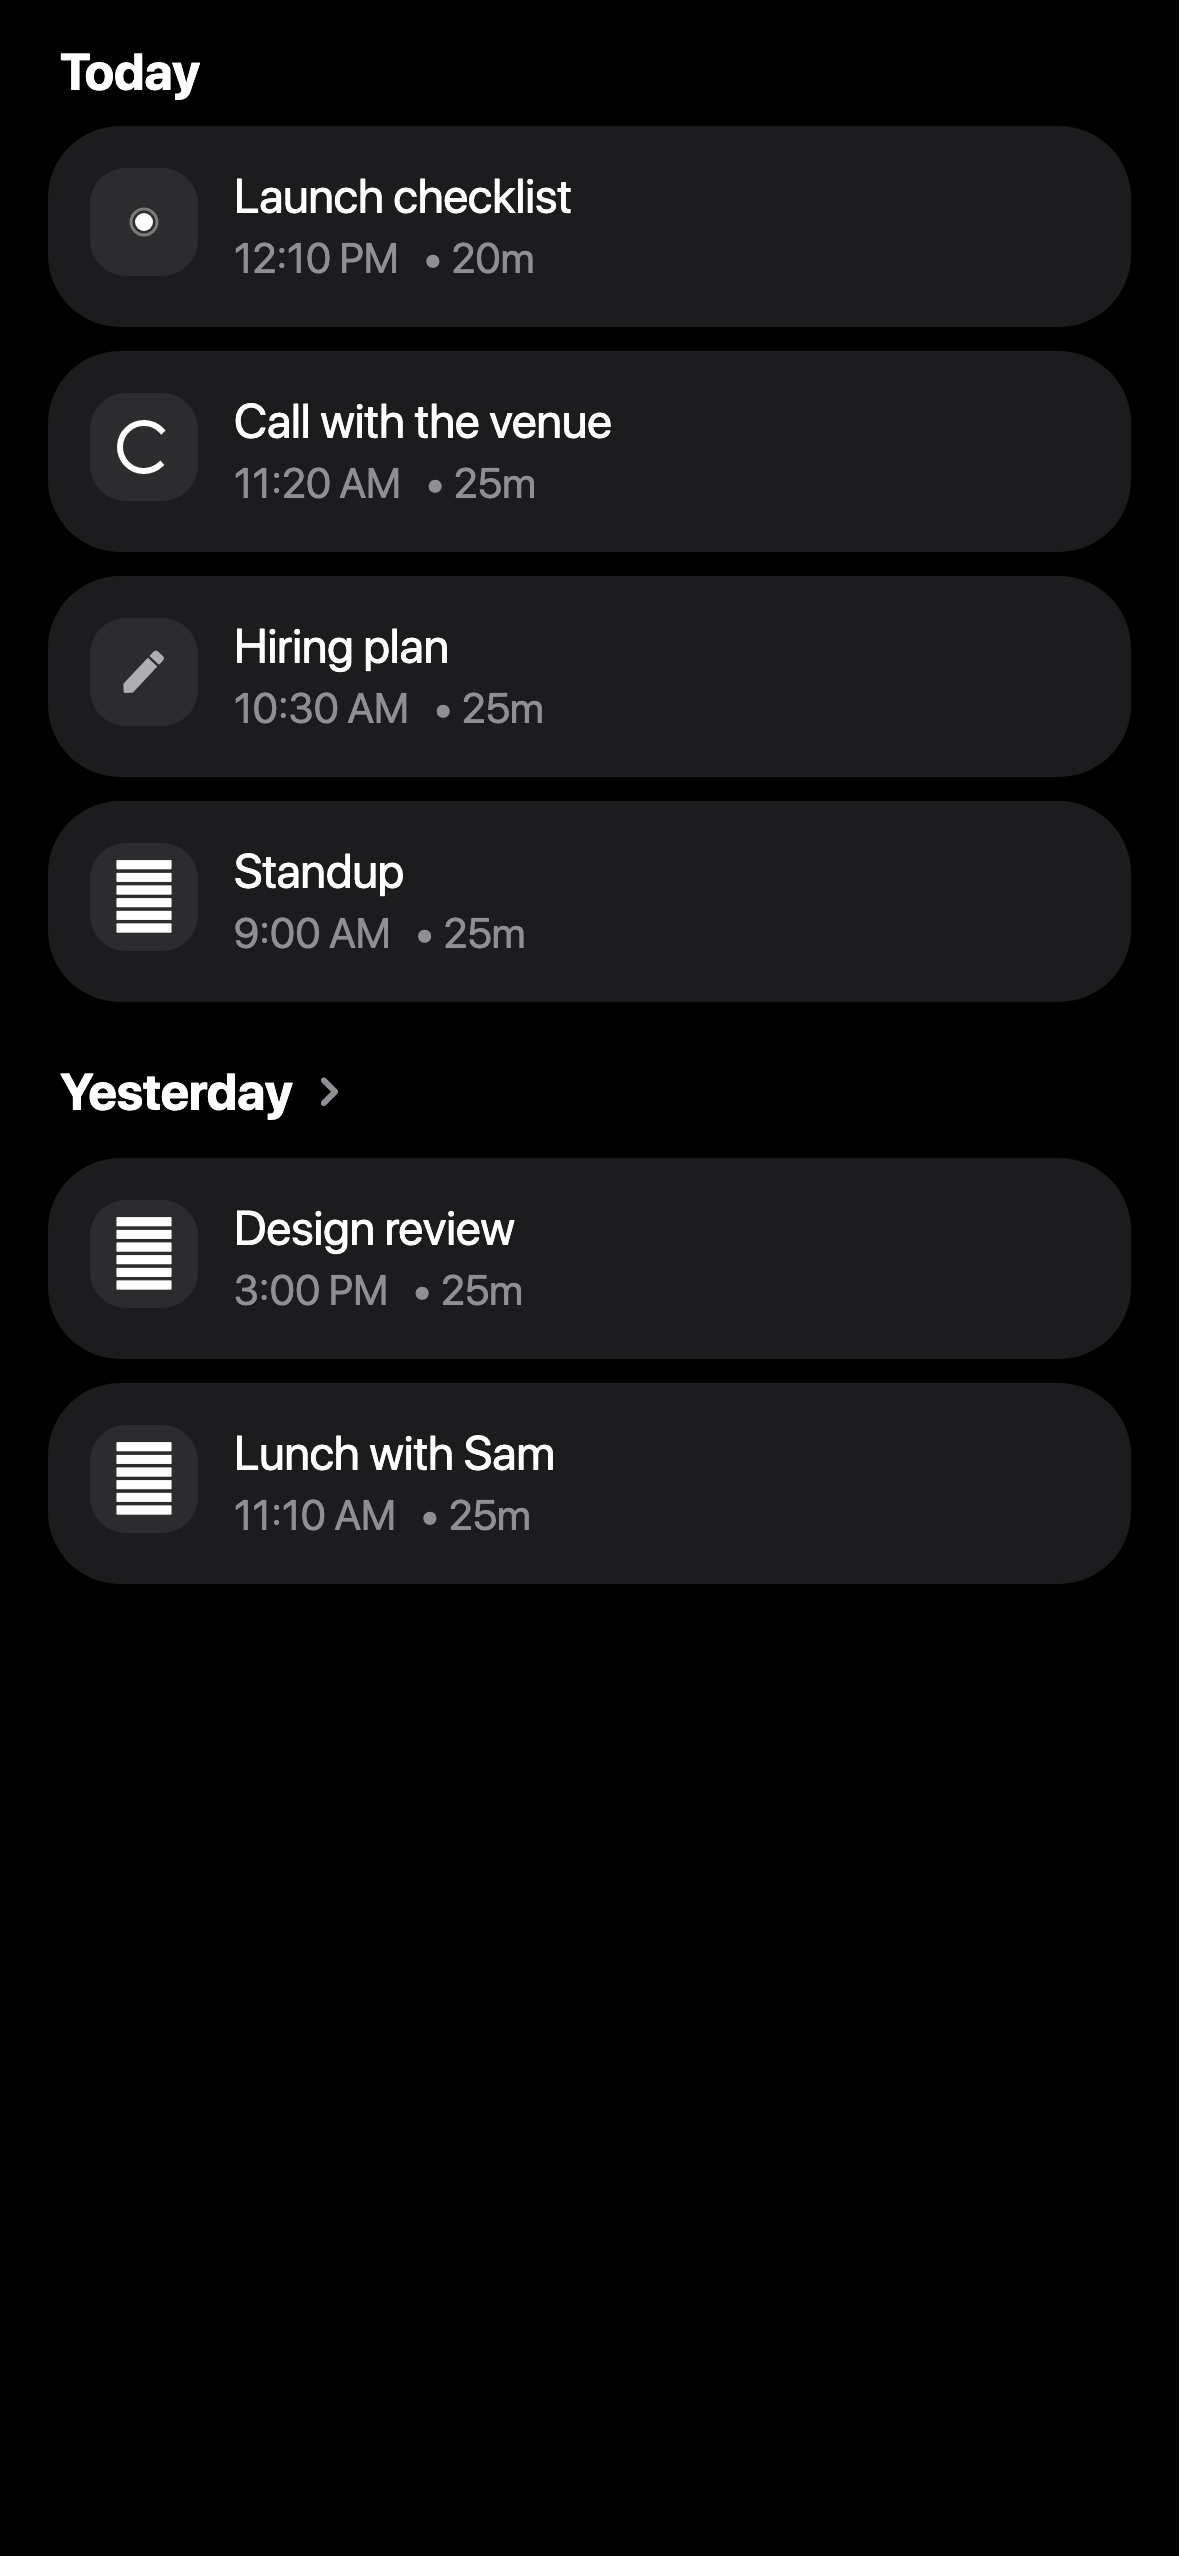 Today
Launch checklist
12:10 PM • 20m
Call with the venue
11:20 AM • 25m
Hiring plan
10:30 AM • 25m
Standup
9:00 AM • 25m
Yesterday
Design review
3:00 PM • 25m
Lunch with Sam
11:10 AM • 25m